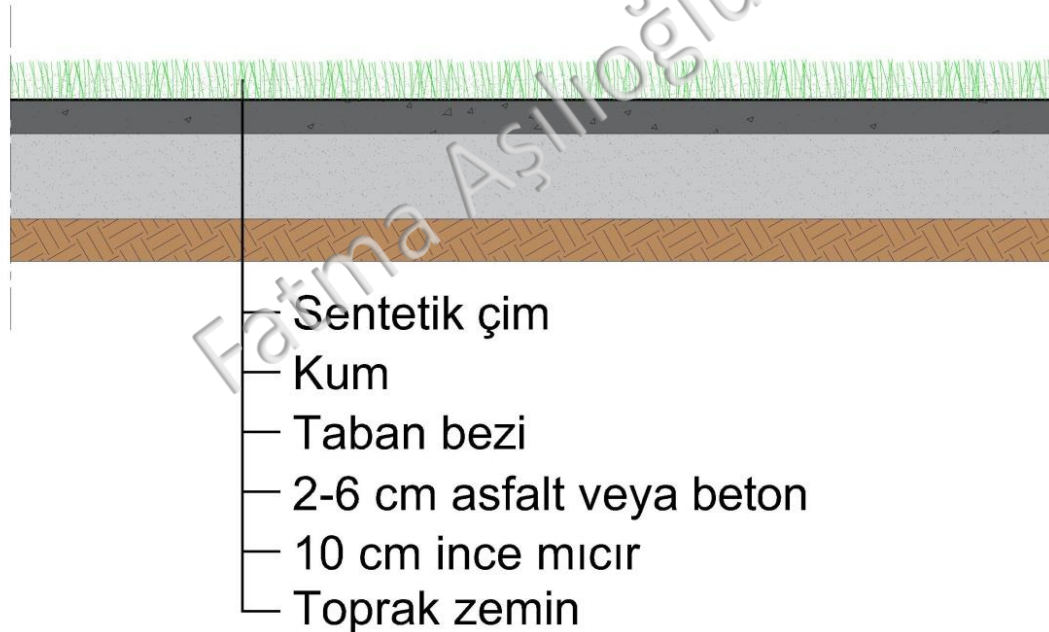 Fatma Aşılıoğlu
Sentetik çim
Kum
Taban bezi
2-6 cm asfalt veya beton
10 cm ince mıcır
Toprak zemin